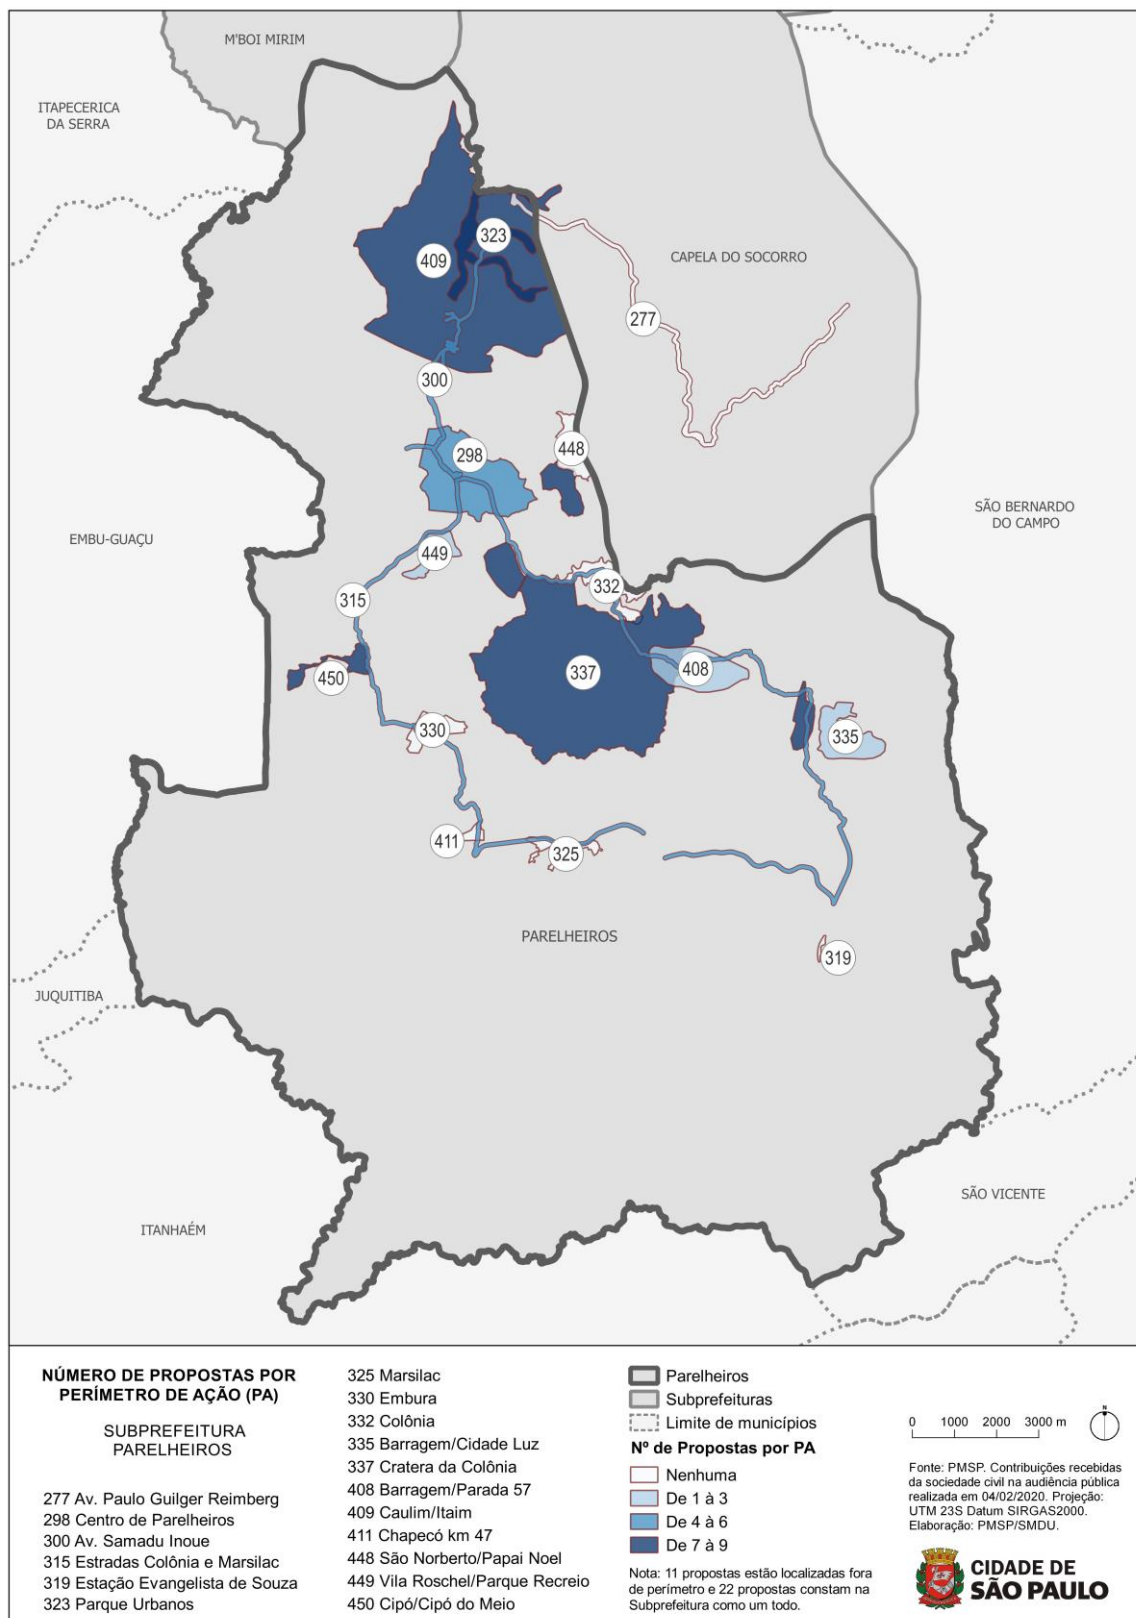 M'BOI MIRIM
ITAPECERICA
DA SERRA
323
409
CAPELA DO SOCORRO
277
300
448
298
SÃO BERNARDO
DO CAMPO
EMBU-GUAÇU
449
332
315
337
408
450
330
335
411
325
PARELHEIROS
319
JUQUITIBA
SÃO VICENTE
ITANHAÉM
NÚMERO DE PROPOSTAS POR
PERÍMETRO DE AÇÃO (PA)
SUBPREFEITURA
PARELHEIROS
277 Av. Paulo Guilger Reimberg
298 Centro de Parelheiros
300 Av. Samadu Inoue
315 Estradas Colônia e Marsilac
319 Estação Evangelista de Souza
323 Parque Urbanos
325 Marsilac
330 Embura
332 Colônia
335 Barragem/Cidade Luz
337 Cratera da Colônia
408 Barragem/Parada 57
409 Caulim/Itaim
411 Chapecó km 47
448 São Norberto/Papai Noel
449 Vila Roschel/Parque Recreio
450 Cipó/Cipó do Meio
Parelheiros
Subprefeituras
Limite de municípios
Nº de Propostas por PA
Nenhuma
De 1 à 3
De 4 à 6
De 7 à 9
Nota: 11 propostas estão localizadas fora
de perímetro e 22 propostas constam na
Subprefeitura como um todo.
0 1000 2000 3000 m
N
Fonte: PMSP. Contribuições recebidas
da sociedade civil na audiência pública
realizada em 04/02/2020. Projeção:
UTM 23S Datum SIRGAS2000.
Elaboração: PMSP/SMDU.
CIDADE DE
SÃO PAULO